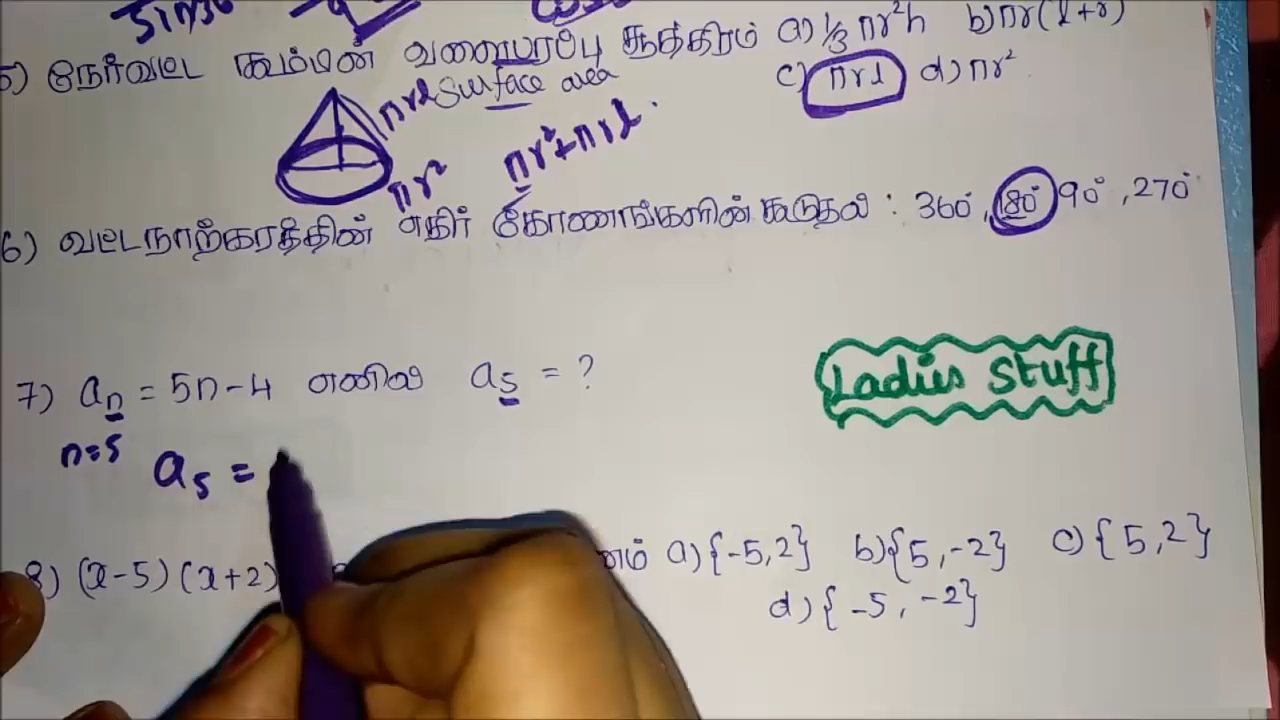 Sin30
5) நேர்வட்ட கூம்பின் வளைபரப்பு சூத்திரம் a) ⅓ πr²h b) πr(l+r)
c) πrl d) πr²
πrl Surface area
πr² πr²+πrl
6) வட்டநாற்கரத்தின் எதிர் கோணங்களின் கூடுதல் : 360°, 180° 90°, 270°
7) aₙ = 5n-4 எனில் a₅ = ?
Ladies Stuff
n=5 a₅ =
8) (x-5) (x+2) a) {-5,2} b) {5,-2} c) {5,2}
d) {-5, -2}